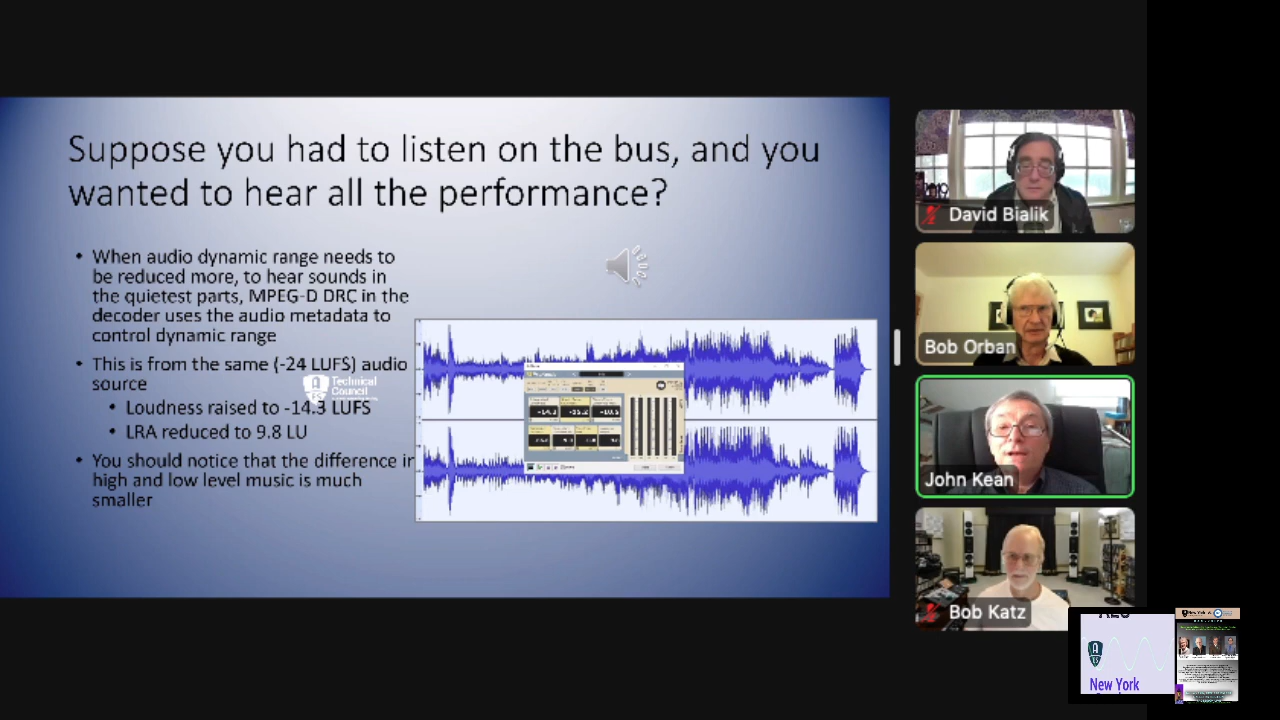 Suppose you had to listen on the bus, and you
wanted to hear all the performance?
• When audio dynamic range needs to
be reduced more, to hear sounds in
the quietest parts, MPEG-D DRC in the
decoder uses the audio metadata to
control dynamic range
• This is from the same (-24 LUFS) audio
source
• Loudness raised to -14.3 LUFS
• LRA reduced to 9.8 LU
• You should notice that the difference in
high and low level music is much
smaller
Technical
Council
David Bialik
Bob Orban
John Kean
Bob Katz
New York